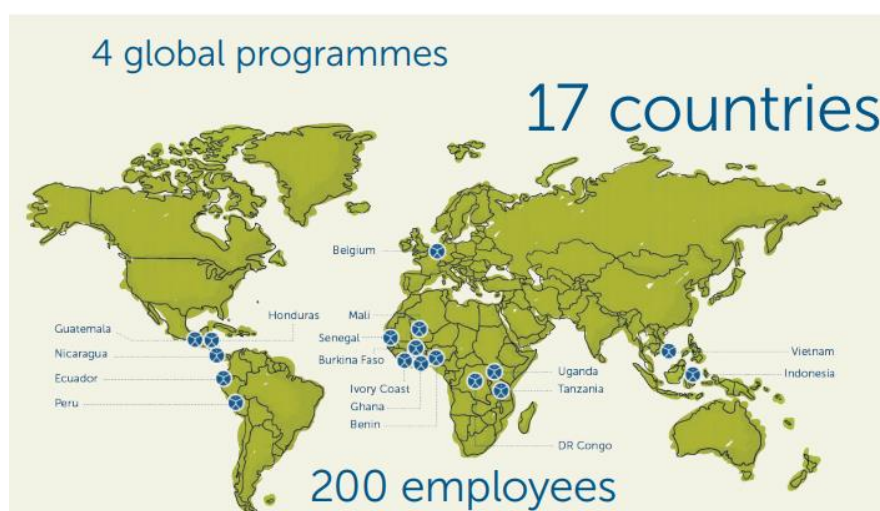 4 global programmes
17 countries
Belgium
Guatemala
Honduras
Nicaragua
Ecuador
Peru
Mali
Senegal
Burkina Faso
Ivory Coast
Ghana
Benin
Uganda
Tanzania
DR Congo
Vietnam
Indonesia
200 employees